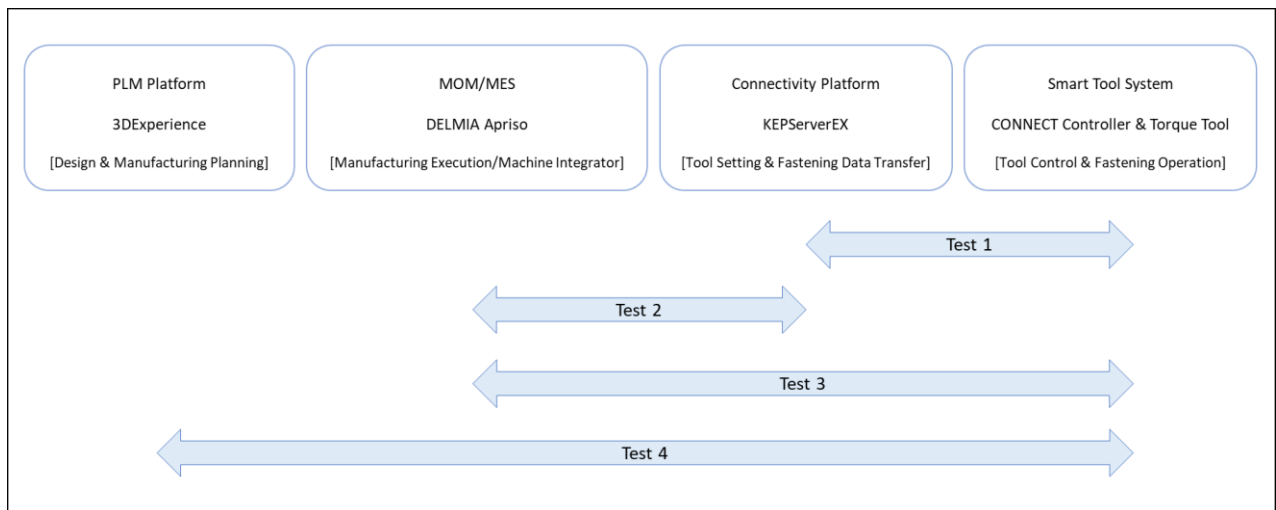 PLM Platform
3DExperience
[Design & Manufacturing Planning]
MOM/MES
DELMIA Apriso
[Manufacturing Execution/Machine Integrator]
Connectivity Platform
KEPServerEX
[Tool Setting & Fastening Data Transfer]
Smart Tool System
CONNECT Controller & Torque Tool
[Tool Control & Fastening Operation]
Test 1
Test 2
Test 3
Test 4